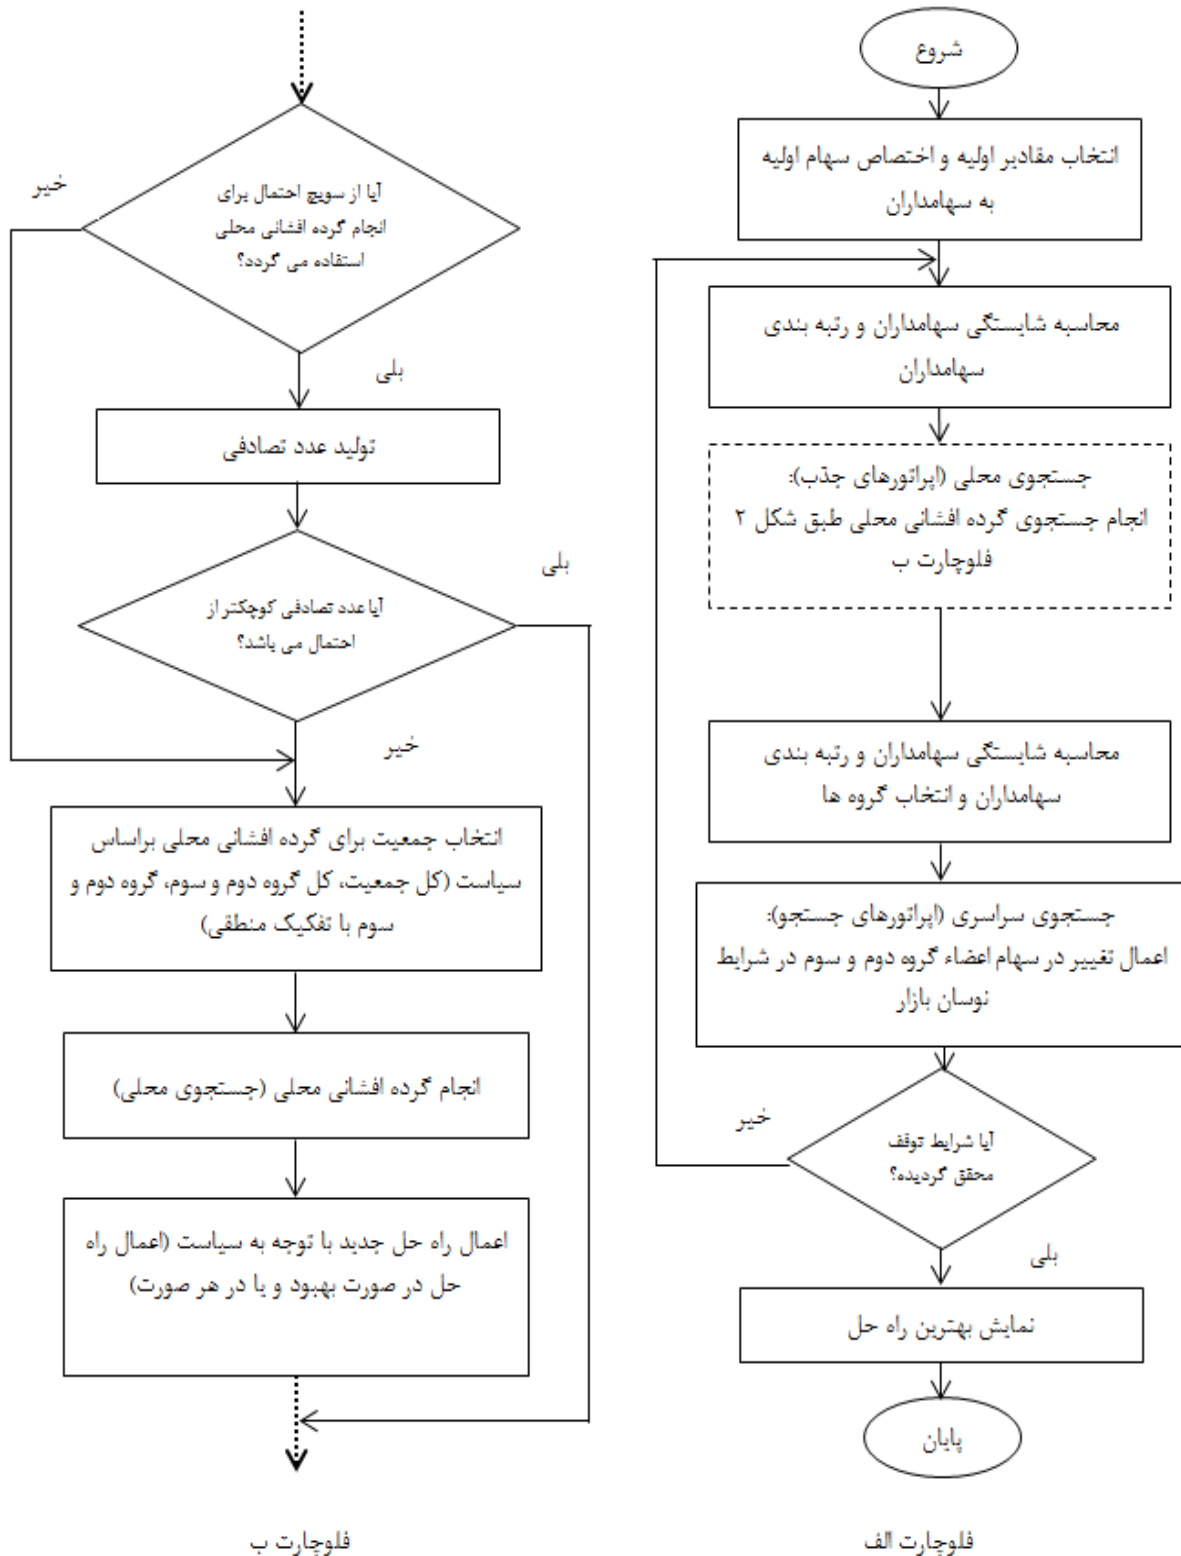 شروع
انتخاب مقادیر اولیه و اختصاص سهام اولیه
به سهامداران
محاسبه شایستگی سهامداران و رتبه بندی
سهامداران
جستجوی محلی (اپراتورهای جذب):
انجام جستجوی گرده افشانی محلی طبق شکل ۲
فلوچارت ب
محاسبه شایستگی سهامداران و رتبه بندی
سهامداران و انتخاب گروه ها
جستجوی سراسری (اپراتورهای جستجو):
اعمال تغییر در سهام اعضاء گروه دوم و سوم در شرایط
نوسان بازار
خیر
آیا شرایط توقف
محقق گردیده؟
بلی
نمایش بهترین راه حل
پایان
فلوچارت الف
خیر
آیا از سویچ احتمال برای
انجام گرده افشانی محلی
استفاده می گردد؟
بلی
تولید عدد تصادفی
بلی
آیا عدد تصادفی کوچکتر از
احتمال می باشد؟
خیر
انتخاب جمعیت برای گرده افشانی محلی براساس
سیاست (کل جمعیت، کل گروه دوم و سوم، گروه دوم و
سوم با تفکیک منطقی)
انجام گرده افشانی محلی (جستجوی محلی)
اعمال راه حل جدید با توجه به سیاست (اعمال راه
حل در صورت بهبود و یا در هر صورت)
فلوچارت ب